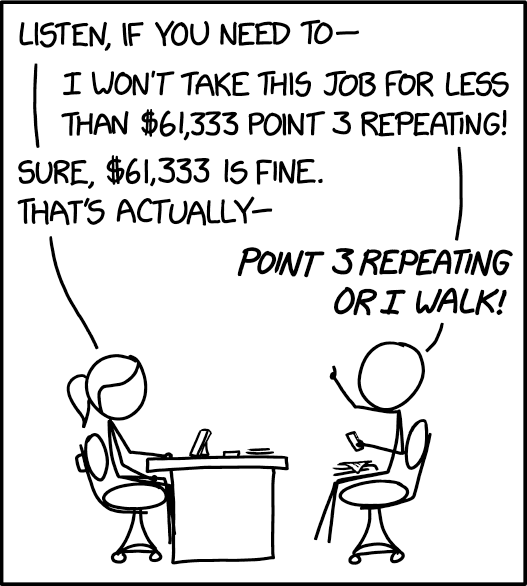 LISTEN, IF YOU NEED TO—
I WON'T TAKE THIS JOB FOR LESS
THAN $61,333 POINT 3 REPEATING!
SURE, $61,333 IS FINE.
THAT'S ACTUALLY—
POINT 3 REPEATING
OR I WALK!